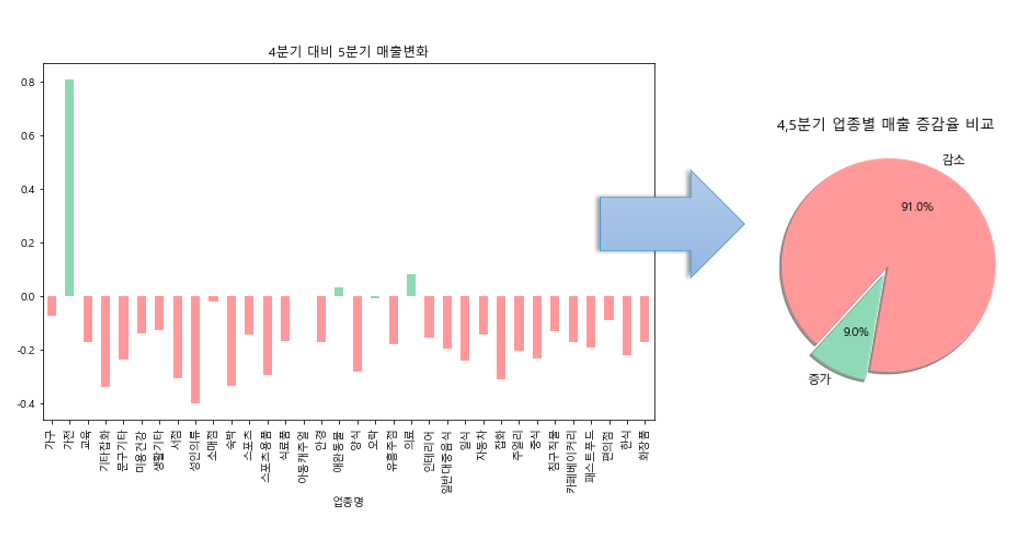 4분기 대비 5분기 매출변화
0.8
0.6
0.4
0.2
0.0
-0.2
-0.4
가구
가전
교육
기타잡화
문구기타
미용건강
생활기타
서점
성인의류
소매점
숙박
스포츠
스포츠용품
식료품
아동캐주얼
안경
애완동물
양식
오락
유흥주점
의료
인테리어
일반대중음식
일식
자동차
잡화
주얼리
중식
침구직물
카페베이커리
패스트푸드
편의점
한식
화장품
업종명
4,5분기 업종별 매출 증감율 비교
감소
91.0%
9.0%
증가